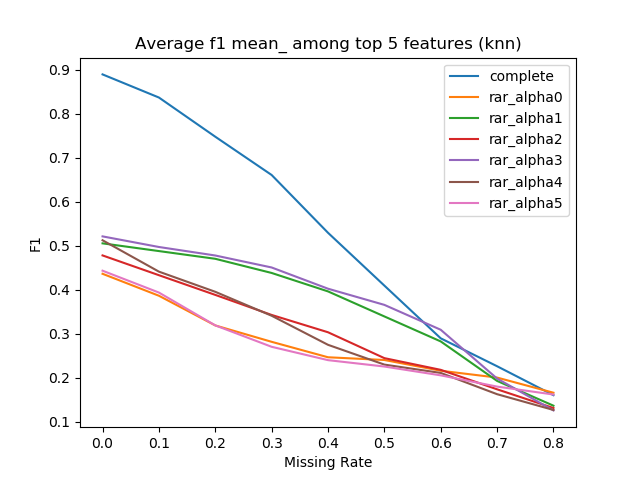 Average f1 mean_ among top 5 features (knn)
complete
rar_alpha0
rar_alpha1
rar_alpha2
rar_alpha3
rar_alpha4
rar_alpha5
F1
0.9
0.8
0.7
0.6
0.5
0.4
0.3
0.2
0.1
0.0 0.1 0.2 0.3 0.4 0.5 0.6 0.7 0.8
Missing Rate